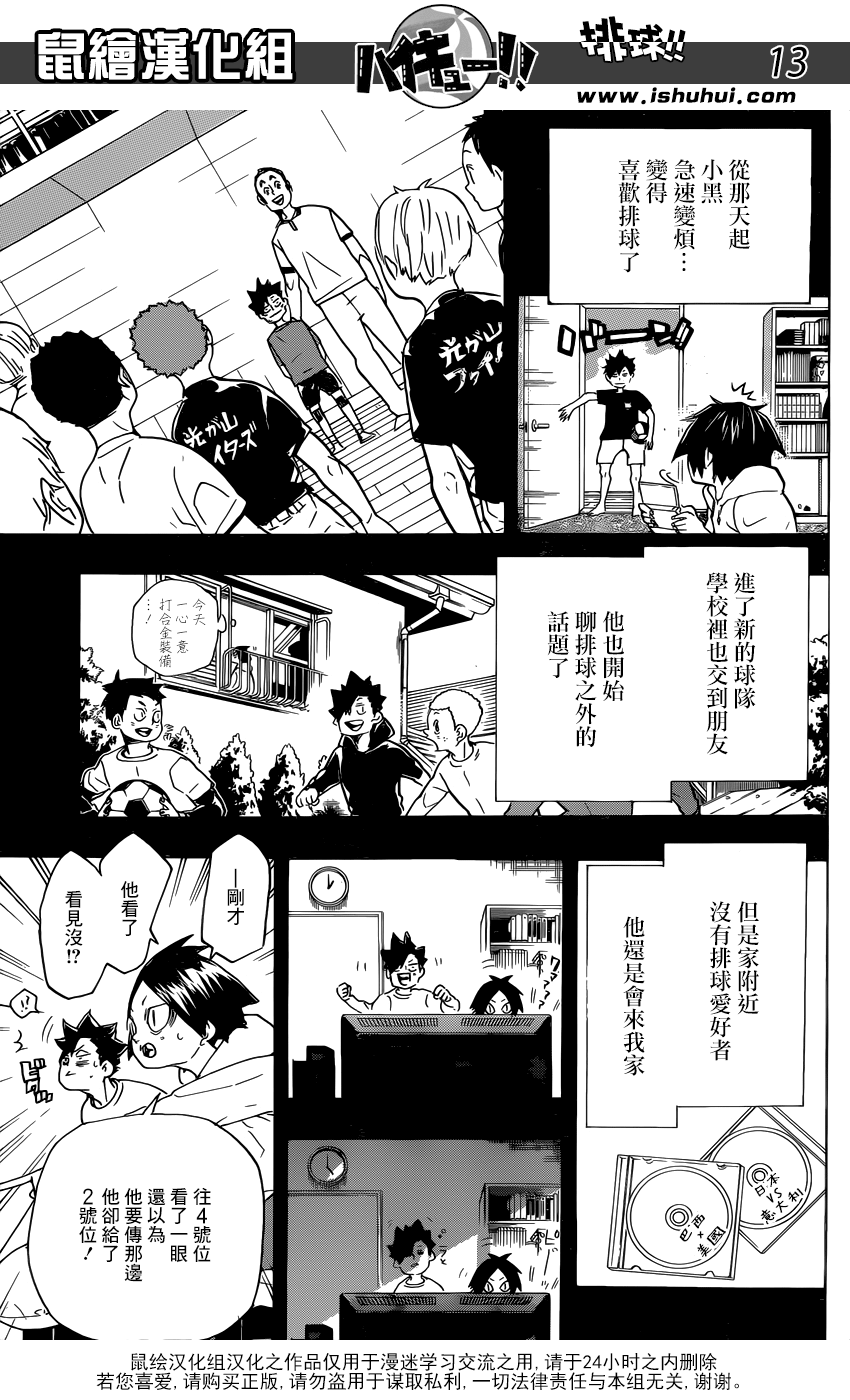 鼠繪漢化組
ハイキュー!!
排球!!
13
www.ishuhui.com
從那天起
小黑
急速變煩…
變得
喜歡排球了
バーーン!!
光が山
ファイ
光が山
イターズ
進了新的球隊
學校裡也交到朋友
他也開始
聊排球之外的
話題了
今天
一心一意
打合金裝備
…！
但是家附近
沒有排球愛好者
他還是會來我家
日本
VS
意大利
巴西
×
美國
—剛才
他看了
看見沒!?
往4號位
看了一眼
還以為
他要傳那邊
他卻給了
2號位！
鼠绘汉化组汉化之作品仅用于漫迷学习交流之用, 请于24小时之内删除
若您喜爱, 请购买正版, 请勿盗用于谋取私利, 一切法律责任与本组无关, 谢谢。